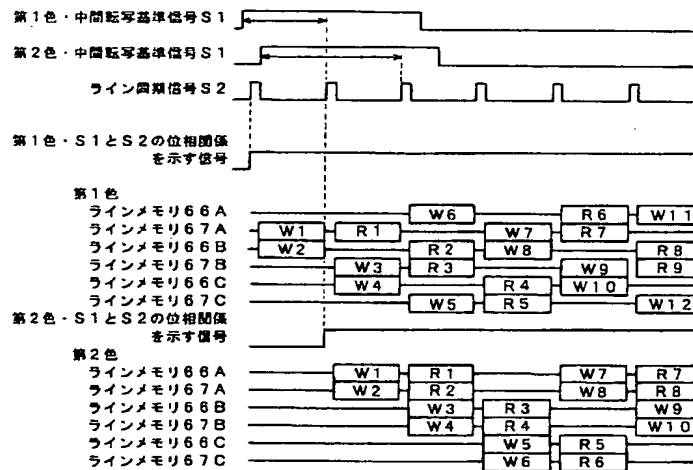 第1色・中間転写基準信号S1
第2色・中間転写基準信号S1
ライン同期信号S2
第1色・S1とS2の位相関係
を示す信号
第1色
ラインメモリ66A W6 R6 W11
ラインメモリ67A W1 R1 W7 R7
ラインメモリ66B W2 R2 W8 R8
ラインメモリ67B W3 R3 W9 R9
ラインメモリ66C W4 R4 W10
ラインメモリ67C W5 R5 W12
第2色・S1とS2の位相関係
を示す信号
第2色
ラインメモリ66A W1 R1 W7 R7
ラインメモリ67A W2 R2 W8 R8
ラインメモリ66B W3 R3 W9
ラインメモリ67B W4 R4 W10
ラインメモリ66C W5 R5
ラインメモリ67C W6 R6